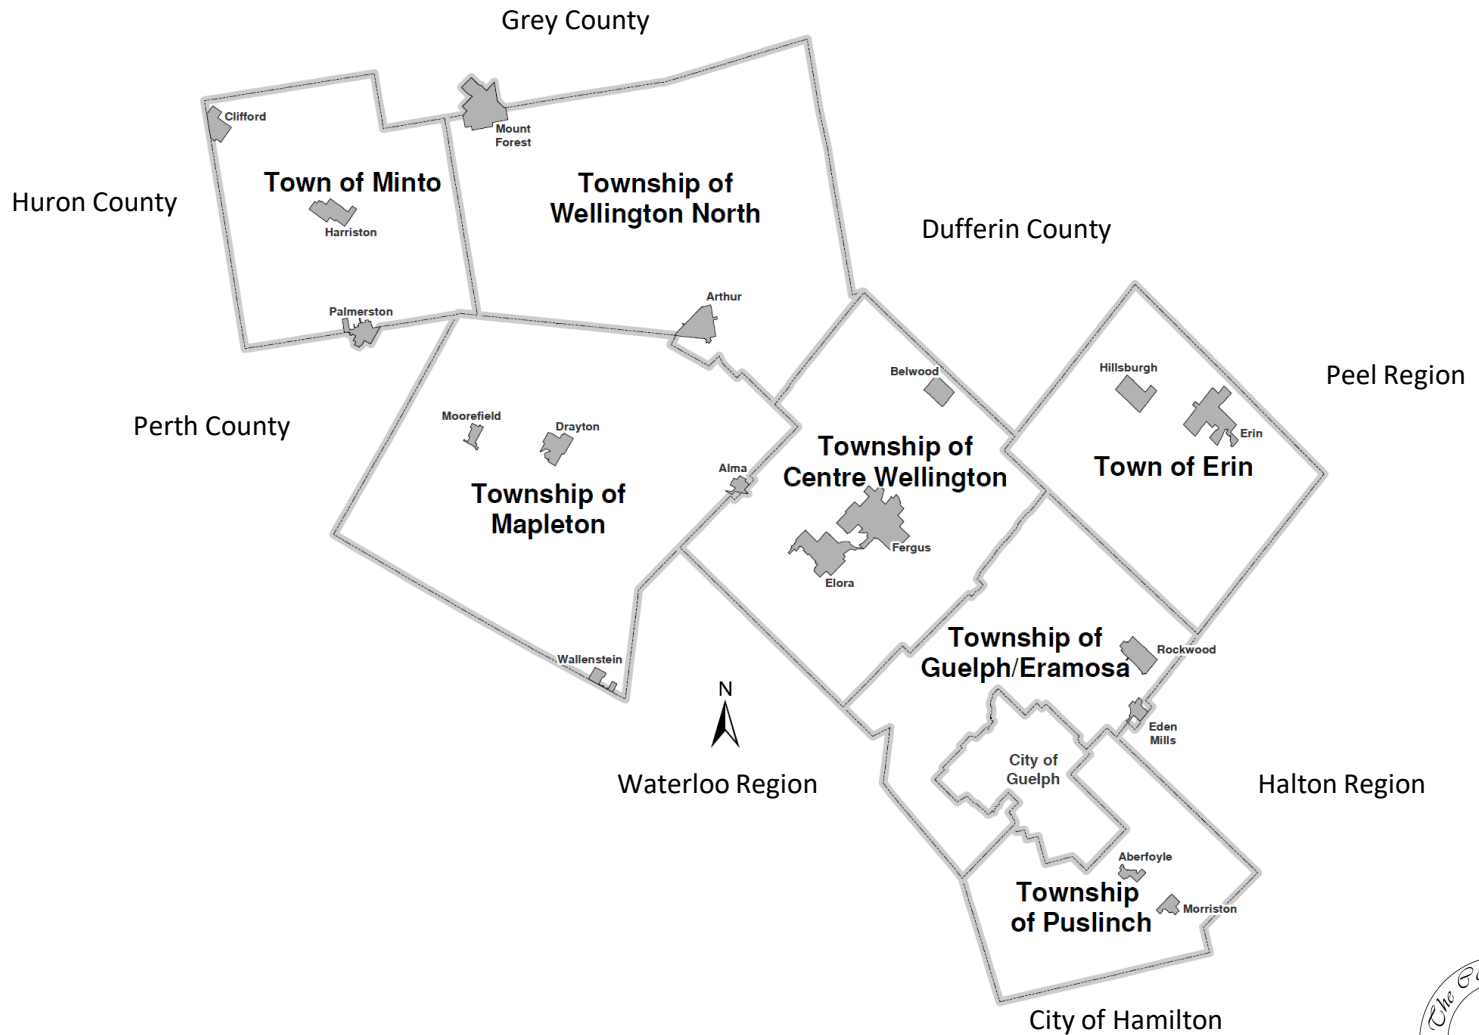 Grey County
Clifford
Mount
Forest
Town of Minto
Township of
Wellington North
Huron County
Harriston
Dufferin County
Arthur
Palmerston
Hillsburgh
Belwood
Peel Region
Moorefield
Drayton
Perth County
Erin
Township of
Centre Wellington
Town of Erin
Alma
Township of
Mapleton
Fergus
Elora
Township of
Guelph/Eramosa
Rockwood
Wallenstein
N
Eden
Mills
City of
Guelph
Waterloo Region
Halton Region
Aberfoyle
Township
of Puslinch
Morriston
The
City of Hamilton